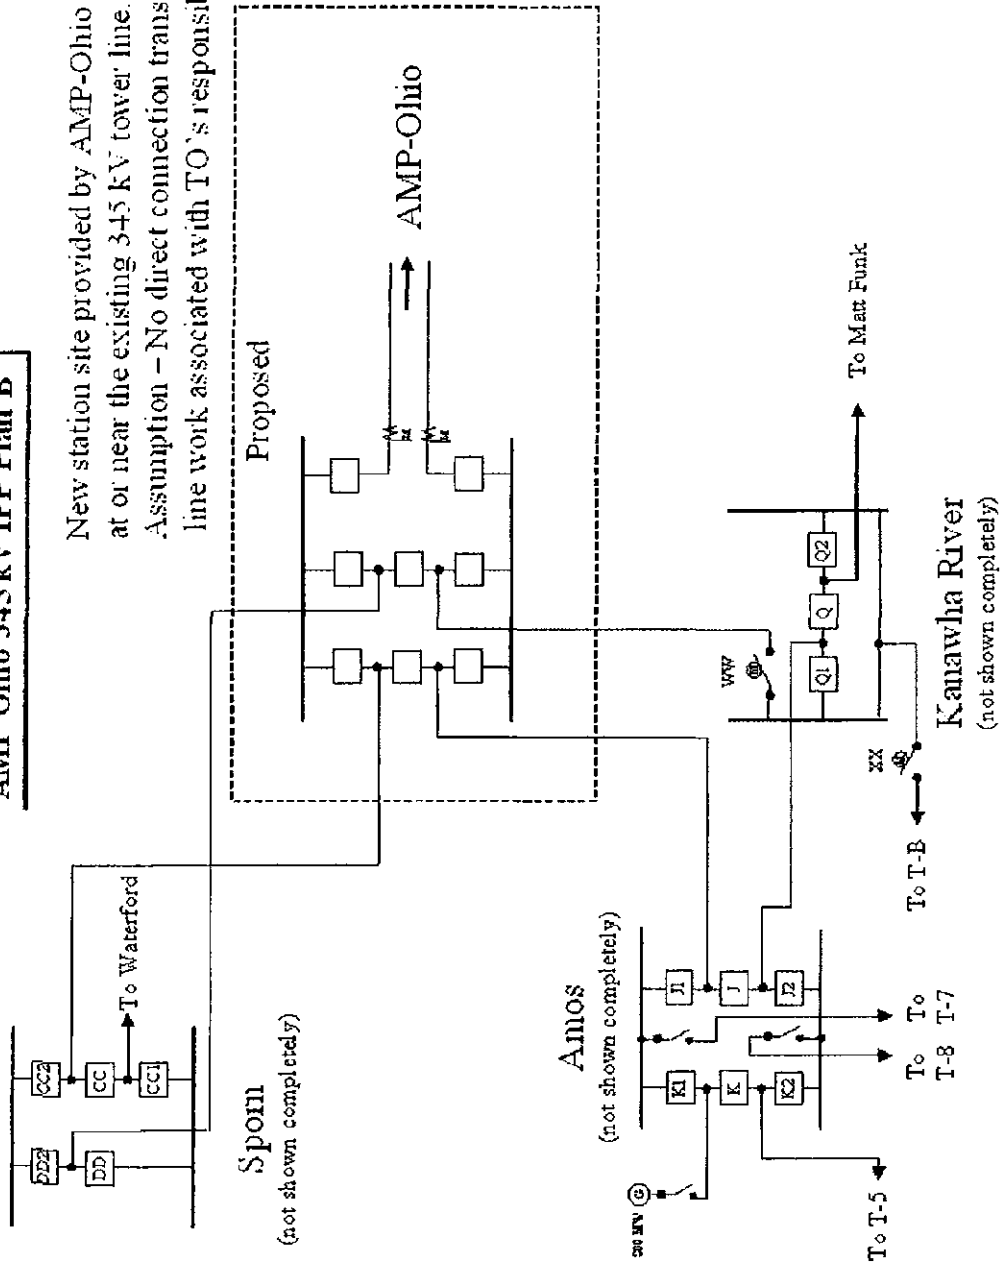 AMP-Ohio 345 kV IPP Plan B
New station site provided by AMP-Ohio
at or near the existing 345 kV tower line.
Assumption – No direct connection trans
line work associated with TO's responsi
Proposed
AMP-Ohio
CC2
CC
CC1
To Waterford
DD2
DD
Sporn
(not shown completely)
Amos
(not shown completely)
J1
J
J2
K1
K
K2
G
To T-5
To T-8
To T-7
To T-B
XX
WW
Q1
Q
Q2
To Matt Funk
Kanawha River
(not shown completely)